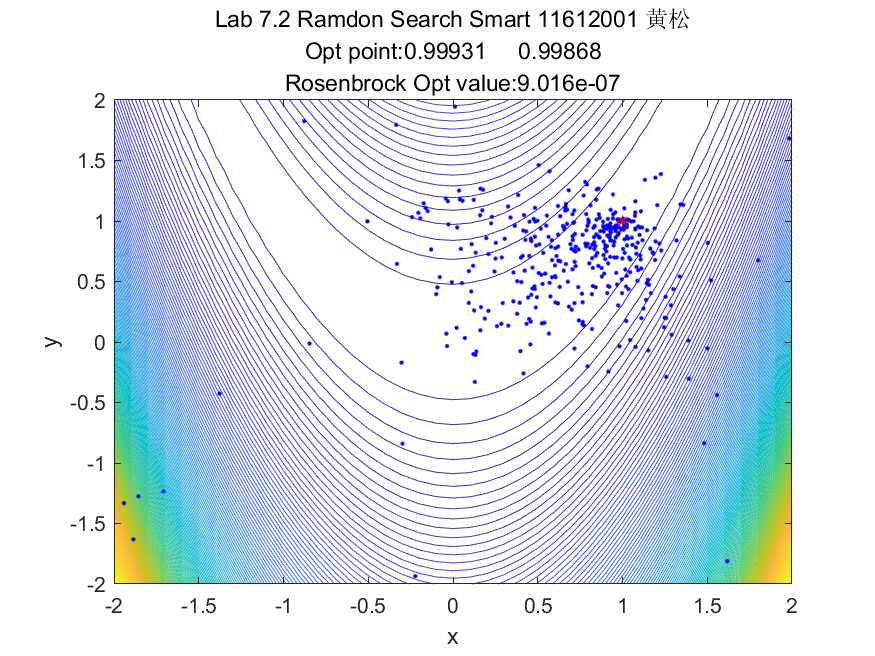 Lab 7.2 Ramdon Search Smart 11612001 黄松
Opt point:0.99931 0.99868
Rosenbrock Opt value:9.016e-07
2
1.5
1
0.5
0
-0.5
-1
-1.5
-2
y
-2 -1.5 -1 -0.5 0 0.5 1 1.5 2
x